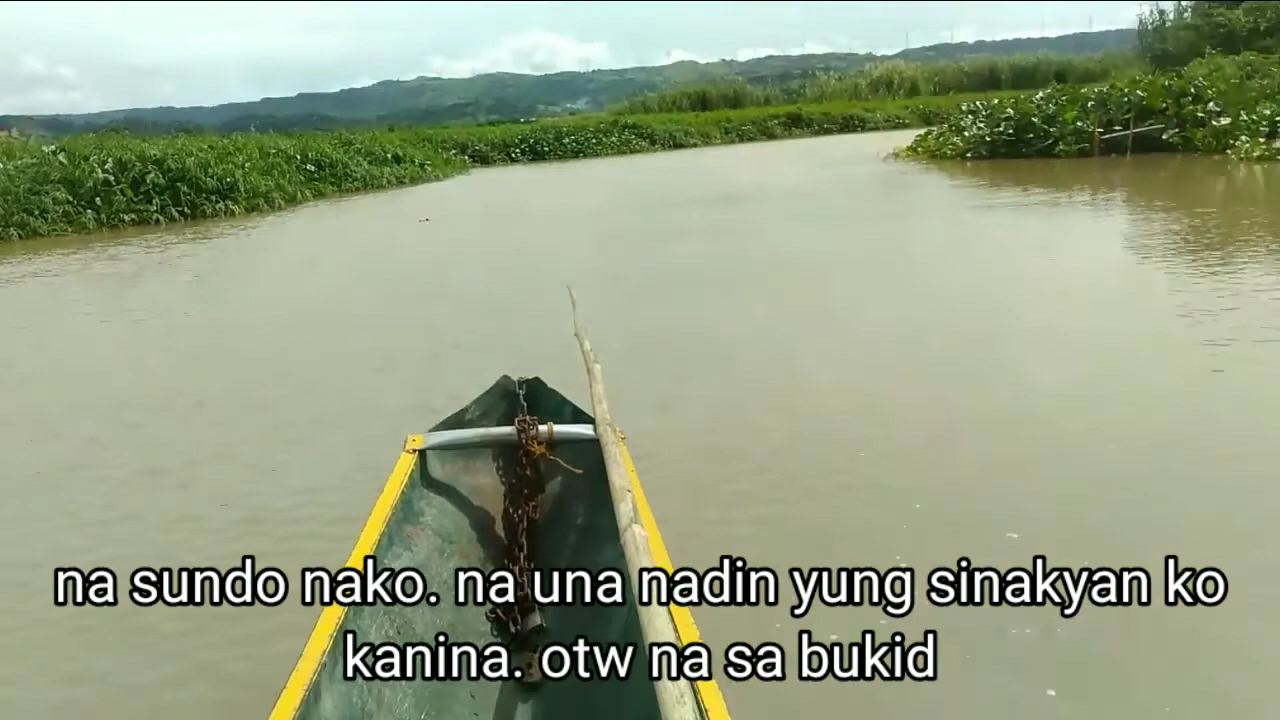 na sundo nako. na una nadin yung sinakyan ko
kanina. otw na sa bukid